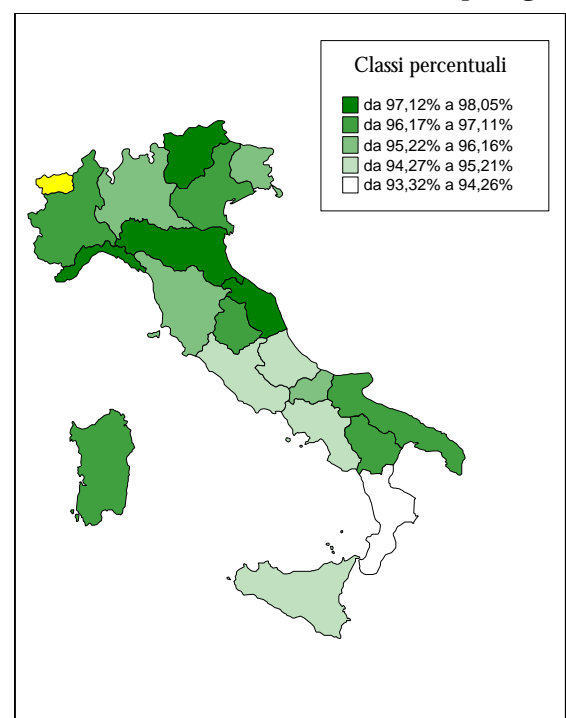 Classi percentuali
da 97,12% a 98,05%
da 96,17% a 97,11%
da 95,22% a 96,16%
da 94,27% a 95,21%
da 93,32% a 94,26%